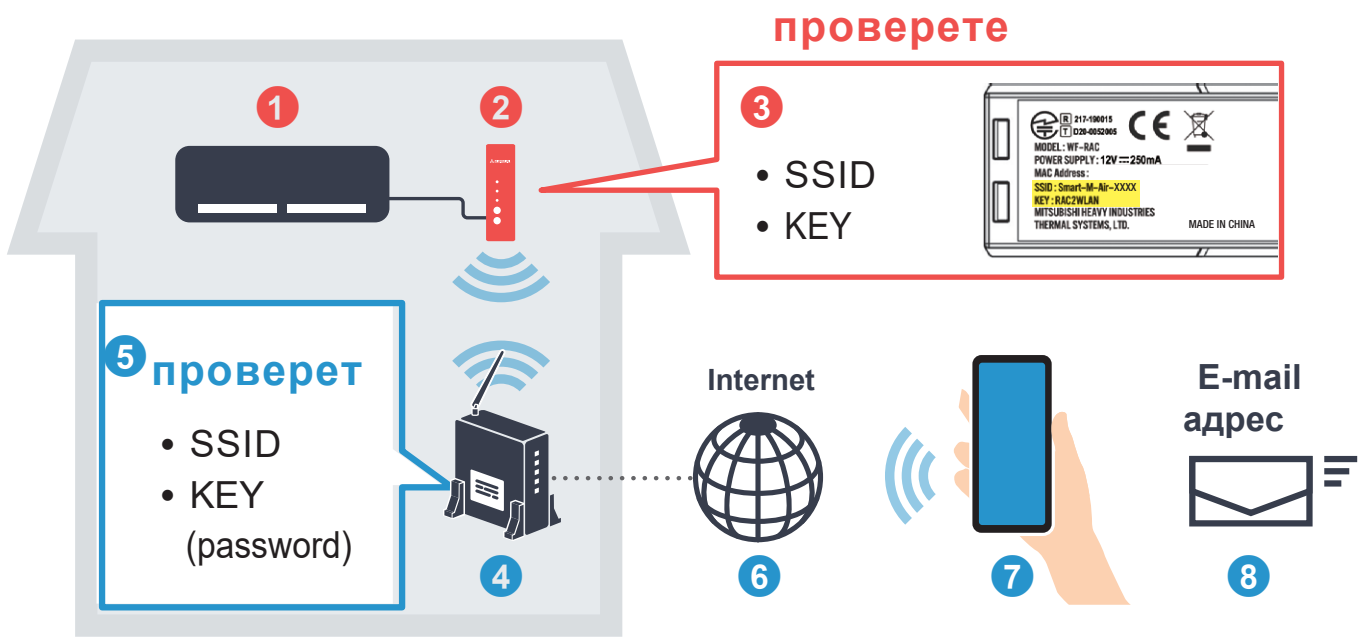 проверете
1
2
3
• SSID
• KEY
R 217-190015
T D20-0052005
CE
MODEL : WF-RAC
POWER SUPPLY : 12V 250mA
MAC Address :
SSID : Smart-M-Air-XXXX
KEY : RAC2WLAN
MITSUBISHI HEAVY INDUSTRIES
THERMAL SYSTEMS, LTD.
MADE IN CHINA
5
проверет
• SSID
• KEY
(password)
4
Internet
6
7
E-mail
адрес
8